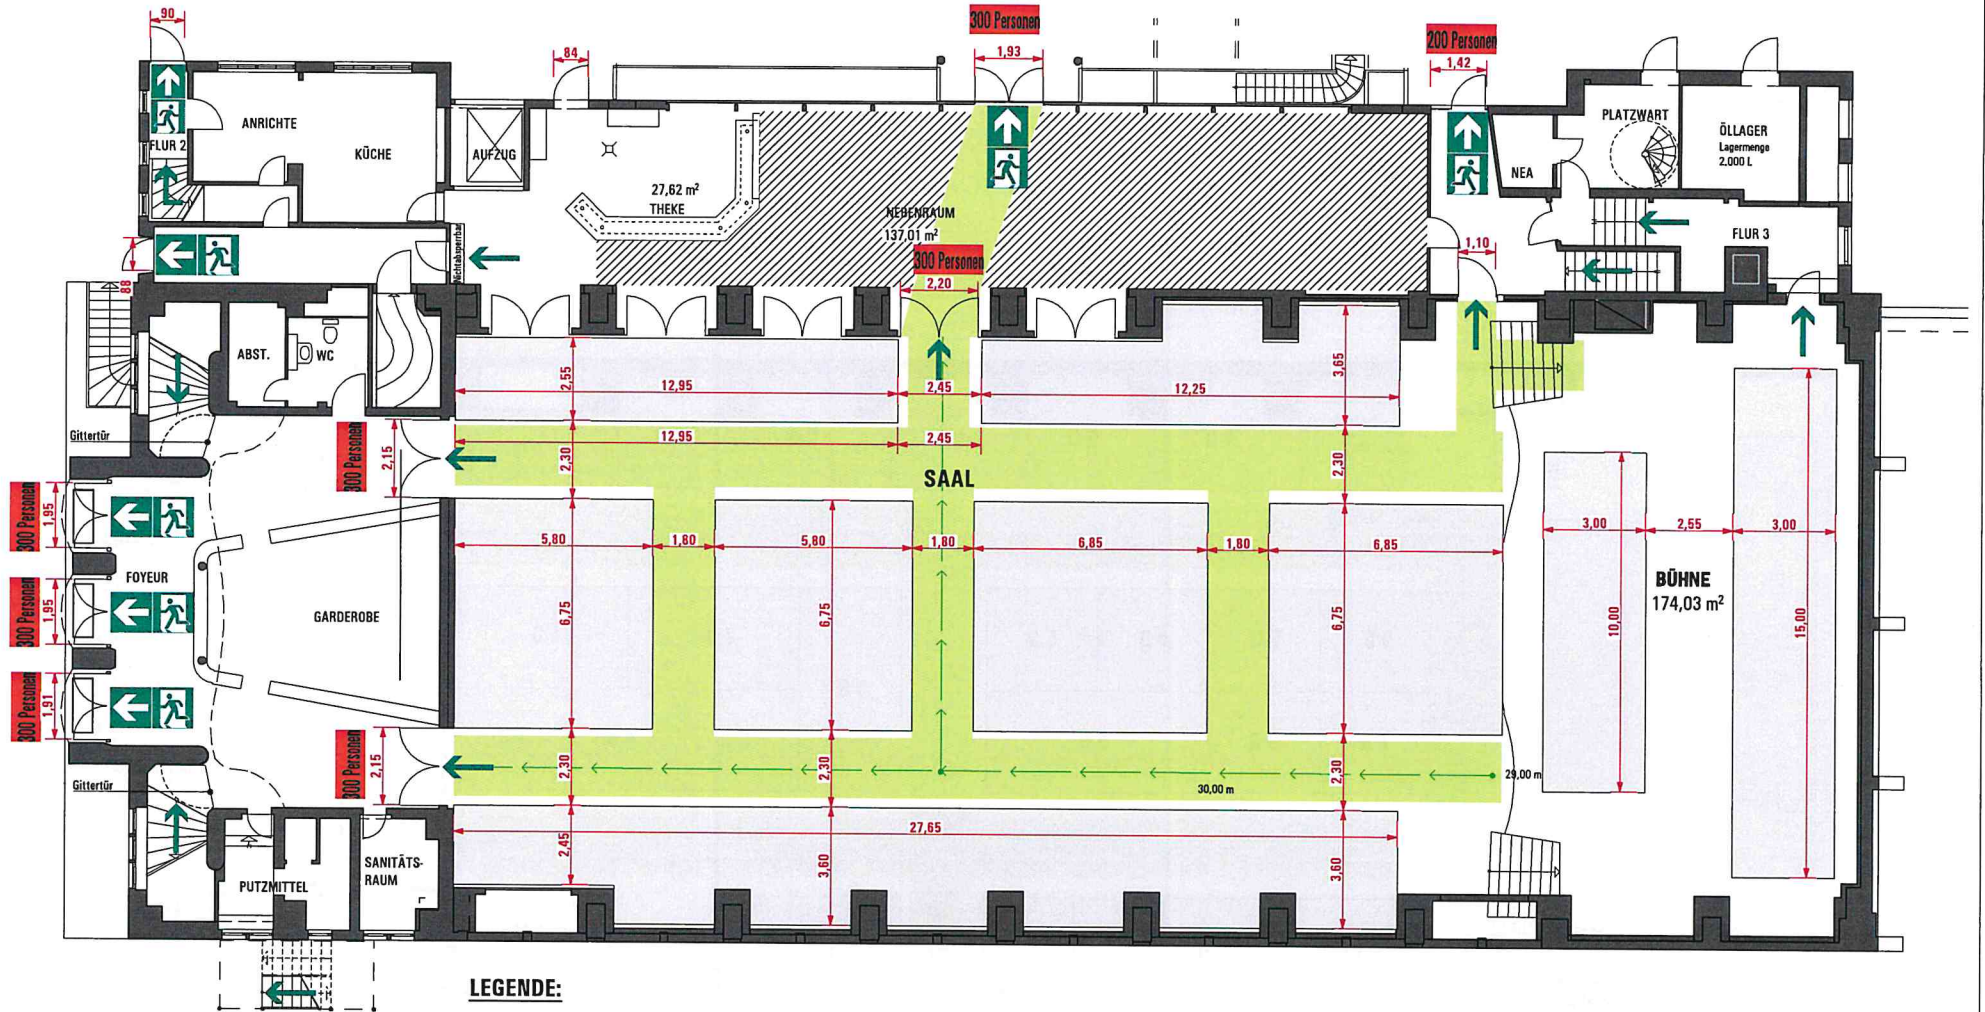 90
300 Personen
1,93
200 Personen
1,42
84
ANRICHTE
KÜCHE
FLUR 2
AUFZUG
27,62 m²
THEKE
NEBENRAUM
137,01 m²
300 Personen
2,20
NEA
PLATZWART
ÖLLAGER
Lagermenge
2.000 L
FLUR 3
1,10
88
Nichtabsperrbar
ABST.
WC
Gittertür
2,55
12,95
2,45
12,25
3,65
300 Personen
2,15
12,95
2,45
2,30
2,30
SAAL
300 Personen
1,95
300 Personen
1,95
300 Personen
1,91
FOYEUR
GARDEROBE
5,80
1,80
5,80
1,80
6,85
1,80
6,85
6,75
6,75
6,75
3,00
2,55
3,00
BÜHNE
174,03 m²
10,00
15,00
300 Personen
2,15
2,30
2,30
2,30
29,00 m
30,00 m
Gittertür
27,65
2,45
3,60
3,60
PUTZMITTEL
SANITÄTS-
RAUM
LEGENDE: